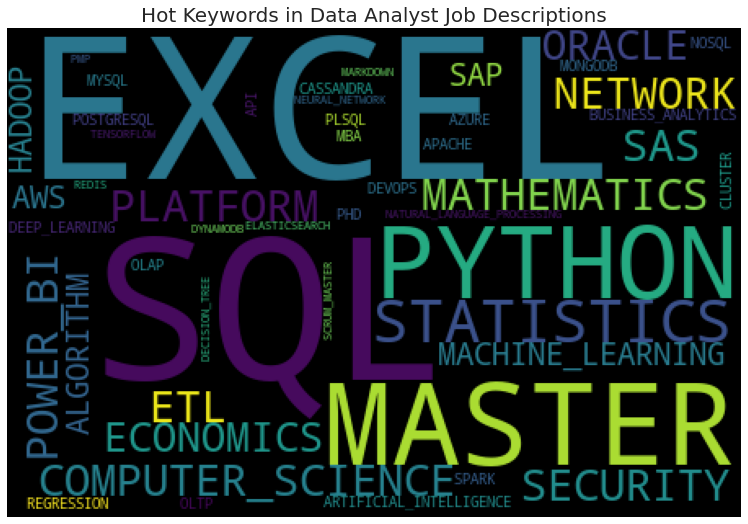 Hot Keywords in Data Analyst Job Descriptions
EXCEL
PMP
MYSQL
HADOOP
POSTGRESQL
TENSORFLOW
API
MARKDOWN
CASSANDRA
NEURAL_NETWORK
PLSQL
MBA
SAP
AZURE
APACHE
ORACLE
NOSQL
MONGODB
NETWORK
BUSINESS_ANALYTICS
SAS
CLUSTER
REDIS
AWS
PLATFORM
DEVOPS
MATHEMATICS
DEEP_LEARNING
DYNAMODB
ELASTICSEARCH
PHD
NATURAL_LANGUAGE_PROCESSING
SQL
PYTHON
OLAP
POWER_BI
ALGORITHM
DECISION_TREE
SCRUM_MASTER
STATISTICS
MACHINE_LEARNING
ETL
MASTER
ECONOMICS
COMPUTER_SCIENCE
SPARK
SECURITY
REGRESSION
OLTP
ARTIFICIAL_INTELLIGENCE